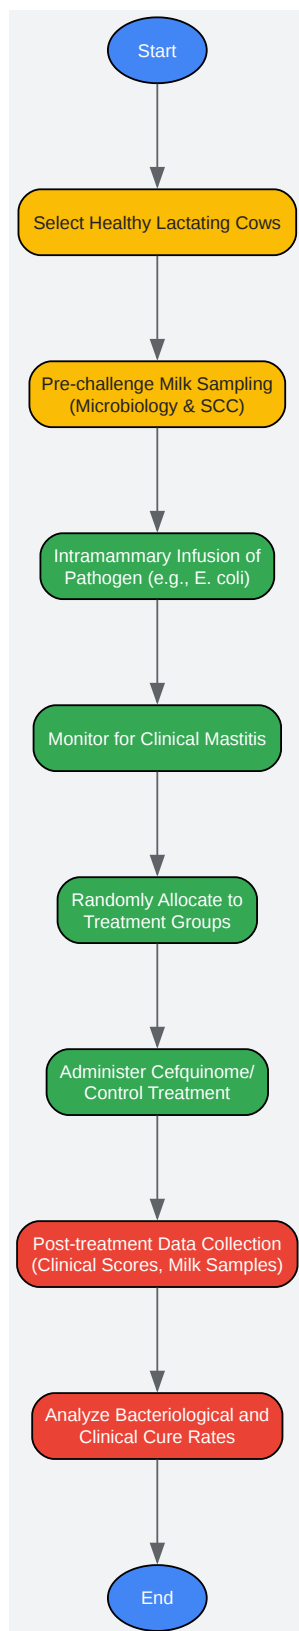 Start
Select Healthy Lactating Cows
Pre-challenge Milk Sampling
(Microbiology & SCC)
Intramammary Infusion of
Pathogen (e.g., E. coli)
Monitor for Clinical Mastitis
Randomly Allocate to
Treatment Groups
Administer Cefquinome/
Control Treatment
Post-treatment Data Collection
(Clinical Scores, Milk Samples)
Analyze Bacteriological and
Clinical Cure Rates
End